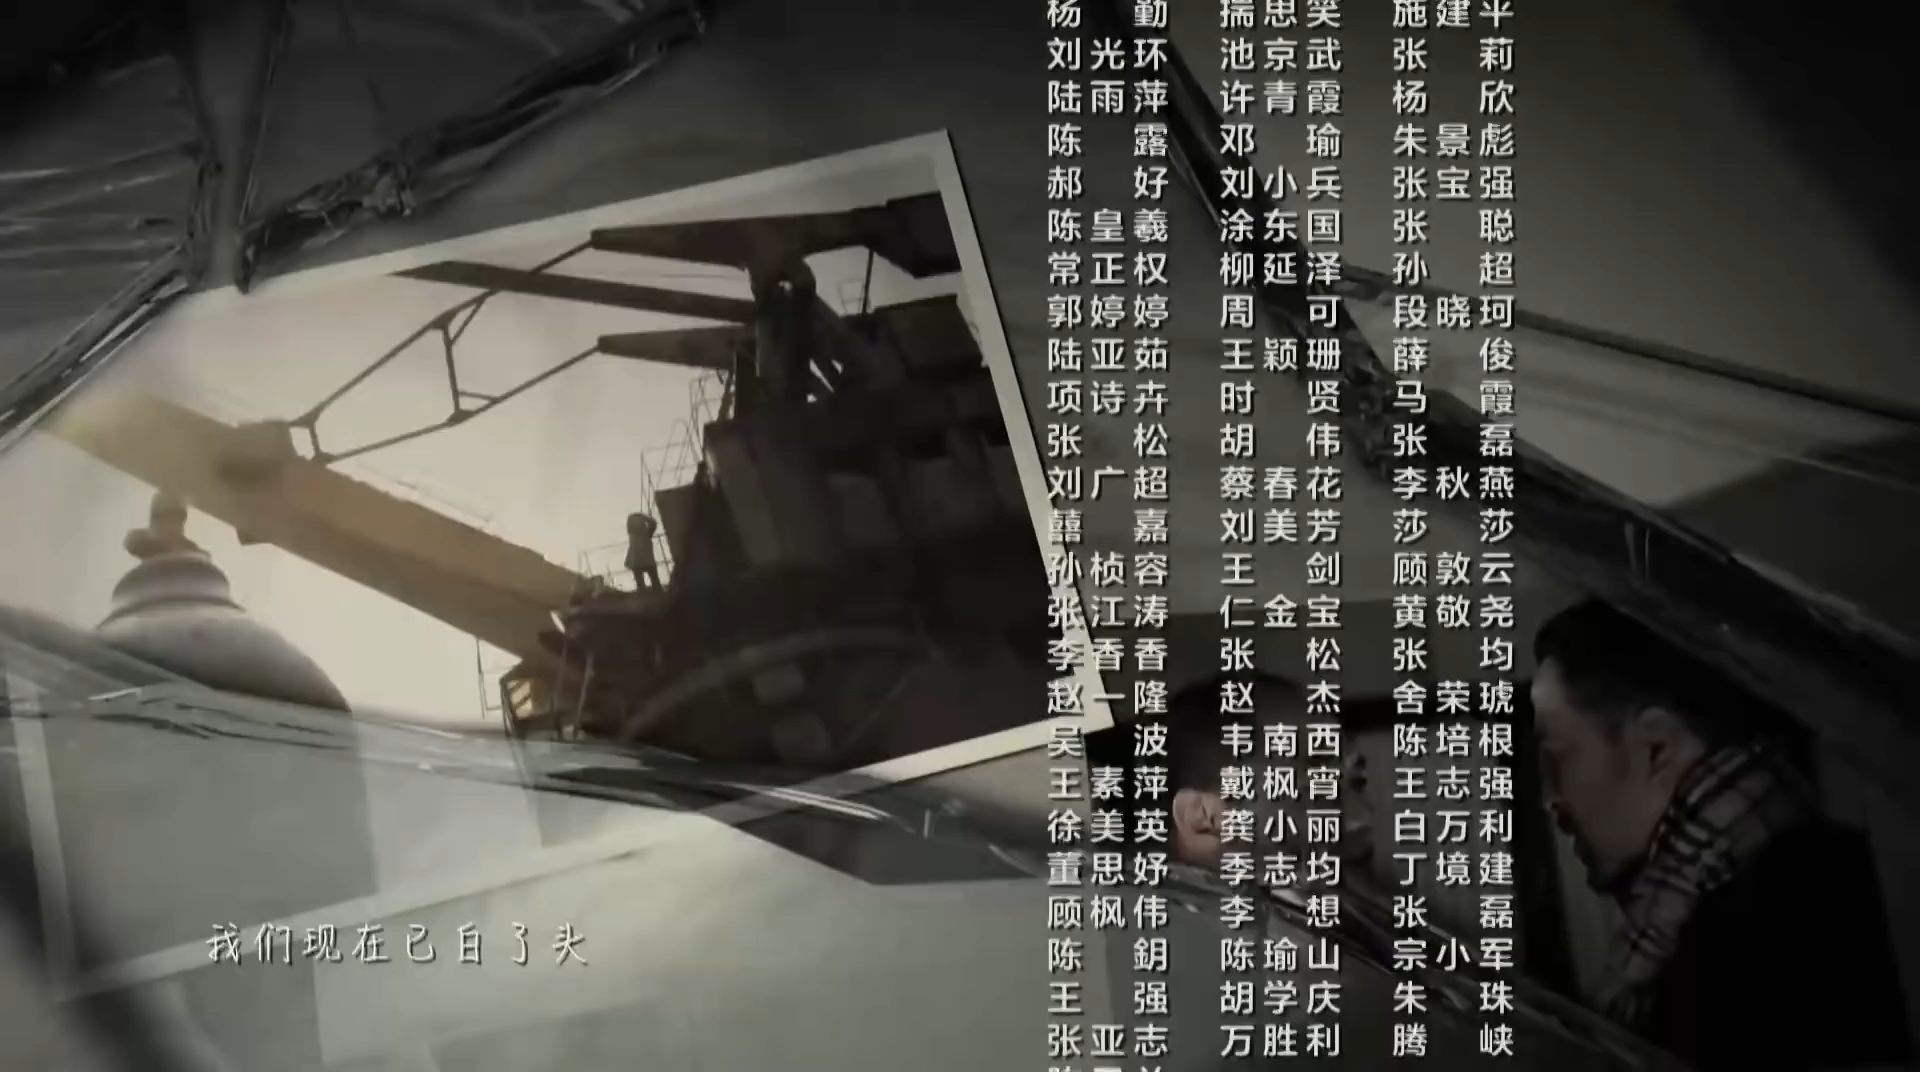 杨 勤 揣思笑 施建平
刘光环 池京武 张 莉
陆雨萍 许青霞 杨 欣
陈 露 邓 瑜 朱景彪
郝 好 刘小兵 张宝强
陈皇羲 涂东国 张 聪
常正权 柳延泽 孙 超
郭婷婷 周 可 段晓珂
陆亚茹 王颖珊 薛 俊
项诗卉 时 贤 马 霞
张 松 胡 伟 张 磊
刘广超 蔡春花 李秋燕
囍 嘉 刘美芳 莎 莎
孙桢容 王 剑 顾敦云
张江涛 仁金宝 黄敬尧
李香香 张 松 张 均
赵一隆 赵 杰 舍荣琥
吴 波 韦南西 陈培根
王素萍 戴枫宵 王志强
徐美英 龚小丽 白万利
董思妤 季志均 丁境建
顾枫伟 李 想 张 磊
陈 鈅 陈瑜山 宗小军
王 强 胡学庆 朱 珠
张亚志 万胜利 腾 峡
我们现在已白了头